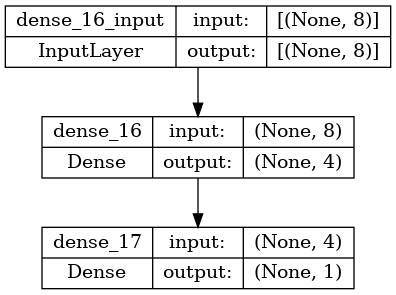 dense_16_input input: [(None, 8)]
InputLayer output: [(None, 8)]
dense_16 input: (None, 8)
Dense output: (None, 4)
dense_17 input: (None, 4)
Dense output: (None, 1)